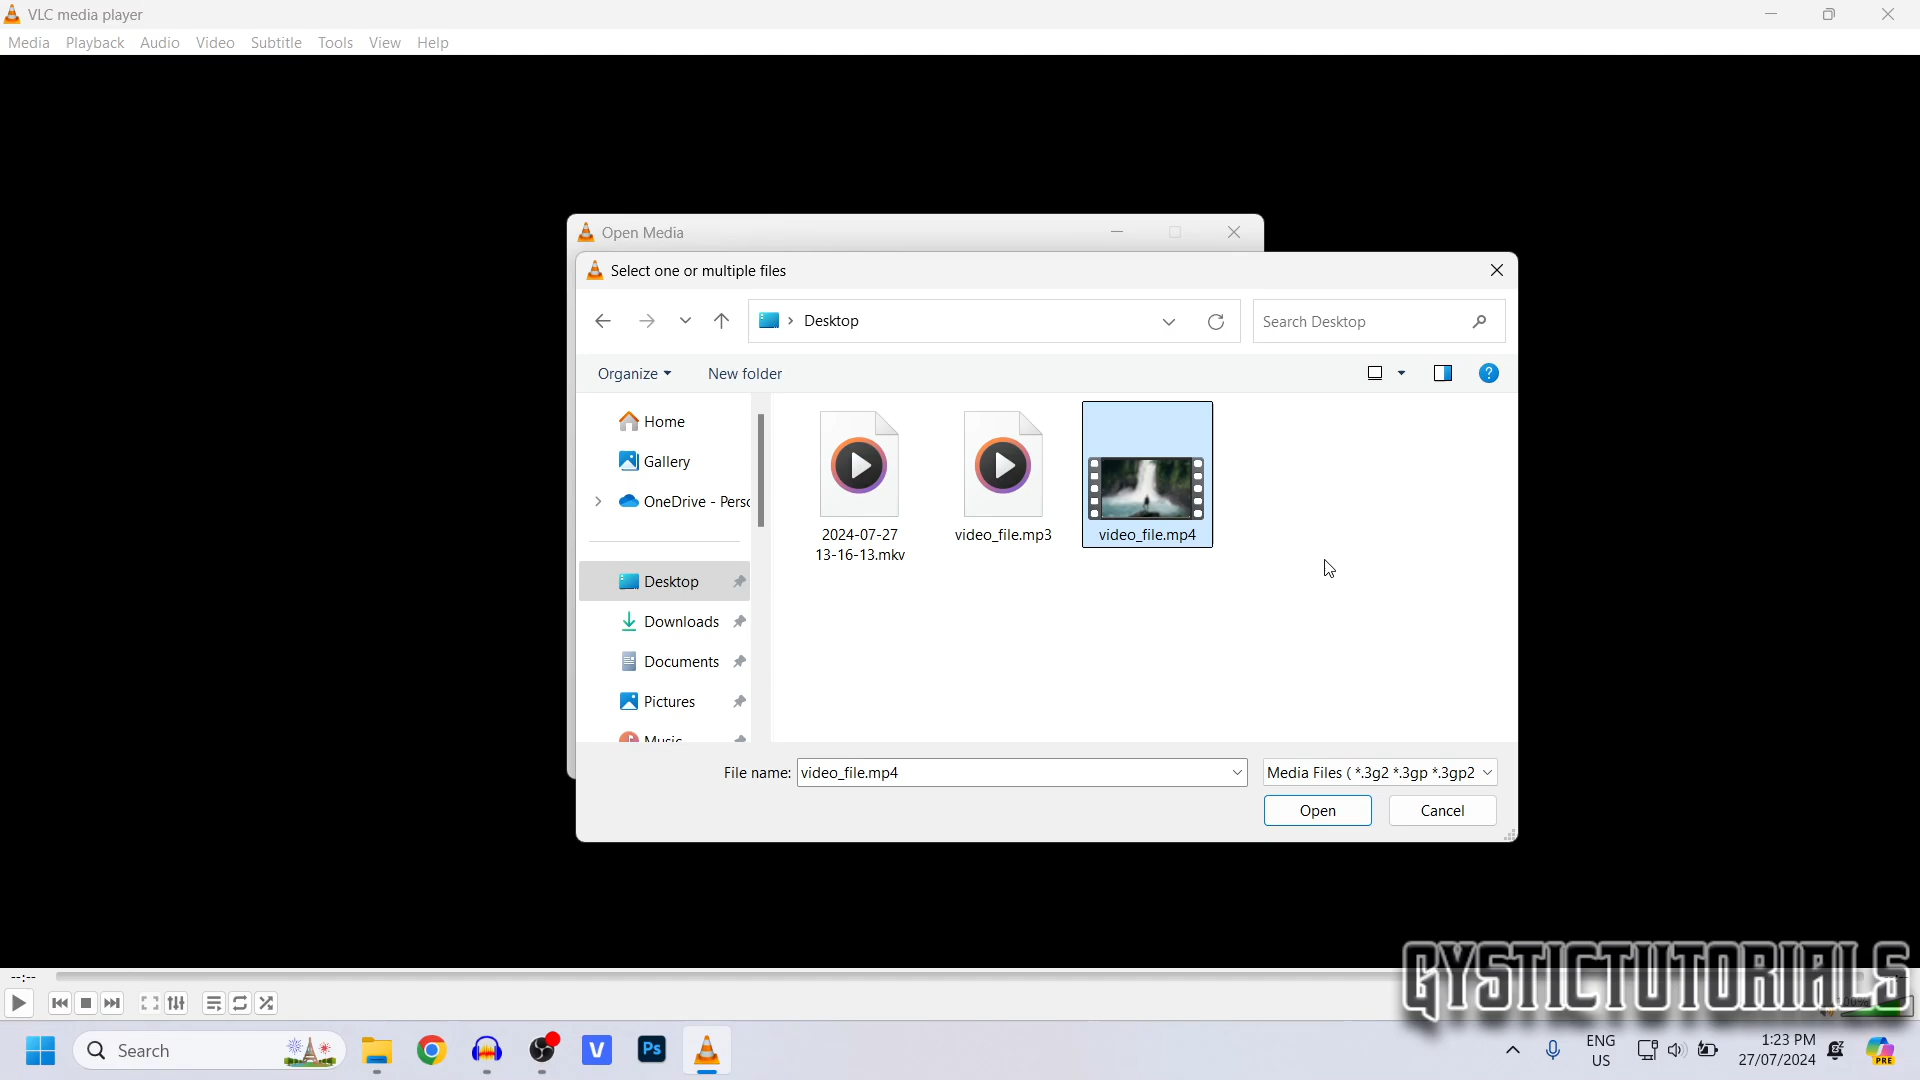 VLC media player
Media Playback Audio Video Subtitle Tools View Help
Open Media
Select one or multiple files
Desktop
Search Desktop
Organize
New folder
Home
Gallery
OneDrive - Perso
Desktop
Downloads
Documents
Pictures
Music
2024-07-27
13-16-13.mkv
video_file.mp3
video_file.mp4
File name:
video_file.mp4
Media Files ( *.3g2 *.3gp *.3gp2
Open
Cancel
--:--
GYSTICTUTORIALS
Search
V
Ps
ENG
US
1:23 PM
27/07/2024
PRE